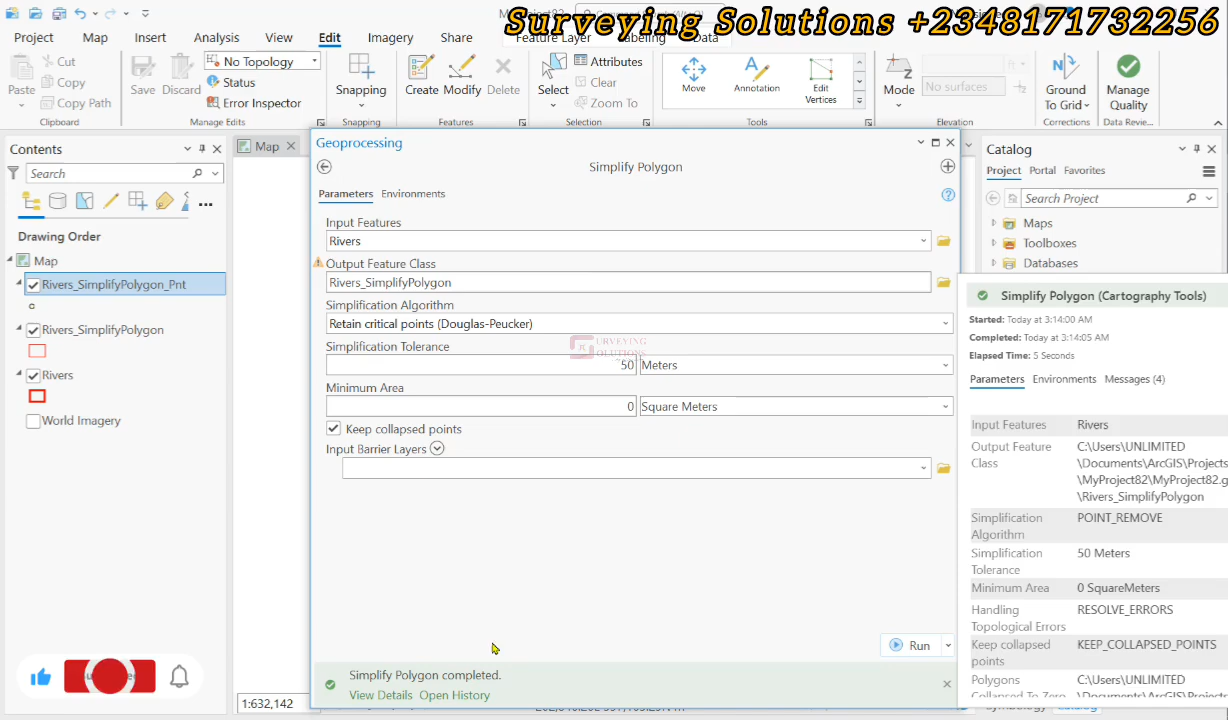 Surveying Solutions +2348171732256
Project
Map
Insert
Analysis
View
Edit
Imagery
Share
Feature Layer
Labeling
Data
Paste
Cut
Copy
Copy Path
Clipboard
Save
Discard
No Topology
Status
Error Inspector
Manage Edits
Snapping
Snapping
Create
Modify
Delete
Features
Select
Attributes
Clear
Zoom To
Selection
Move
Annotation
Edit
Vertices
Tools
Mode
No surfaces
ft
Elevation
Ground
To Grid
Corrections
Manage
Quality
Data Revie...
Contents
Search
Drawing Order
Map
Rivers_SimplifyPolygon_Pnt
Rivers_SimplifyPolygon
Rivers
World Imagery
Map
1:632,142
Geoprocessing
Simplify Polygon
Parameters
Environments
Input Features
Rivers
Output Feature Class
Rivers_SimplifyPolygon
Simplification Algorithm
Retain critical points (Douglas-Peucker)
Simplification Tolerance
50
Meters
Minimum Area
0
Square Meters
Keep collapsed points
Input Barrier Layers
URVEYING
OLUTIONS
Run
Simplify Polygon completed.
View Details
Open History
Catalog
Project
Portal
Favorites
Search Project
Maps
Toolboxes
Databases
Simplify Polygon (Cartography Tools)
Started: Today at 3:14:00 AM
Completed: Today at 3:14:05 AM
Elapsed Time: 5 Seconds
Parameters
Environments
Messages (4)
Input Features
Rivers
Output Feature
Class
C:\Users\UNLIMITED
\Documents\ArcGIS\Projects
\MyProject82\MyProject82.g
\Rivers_SimplifyPolygon
Simplification
Algorithm
POINT_REMOVE
Simplification
Tolerance
50 Meters
Minimum Area
0 SquareMeters
Handling
Topological Errors
RESOLVE_ERRORS
Keep collapsed
points
KEEP_COLLAPSED_POINTS
Polygons
Collapsed To Zero
C:\Users\UNLIMITED